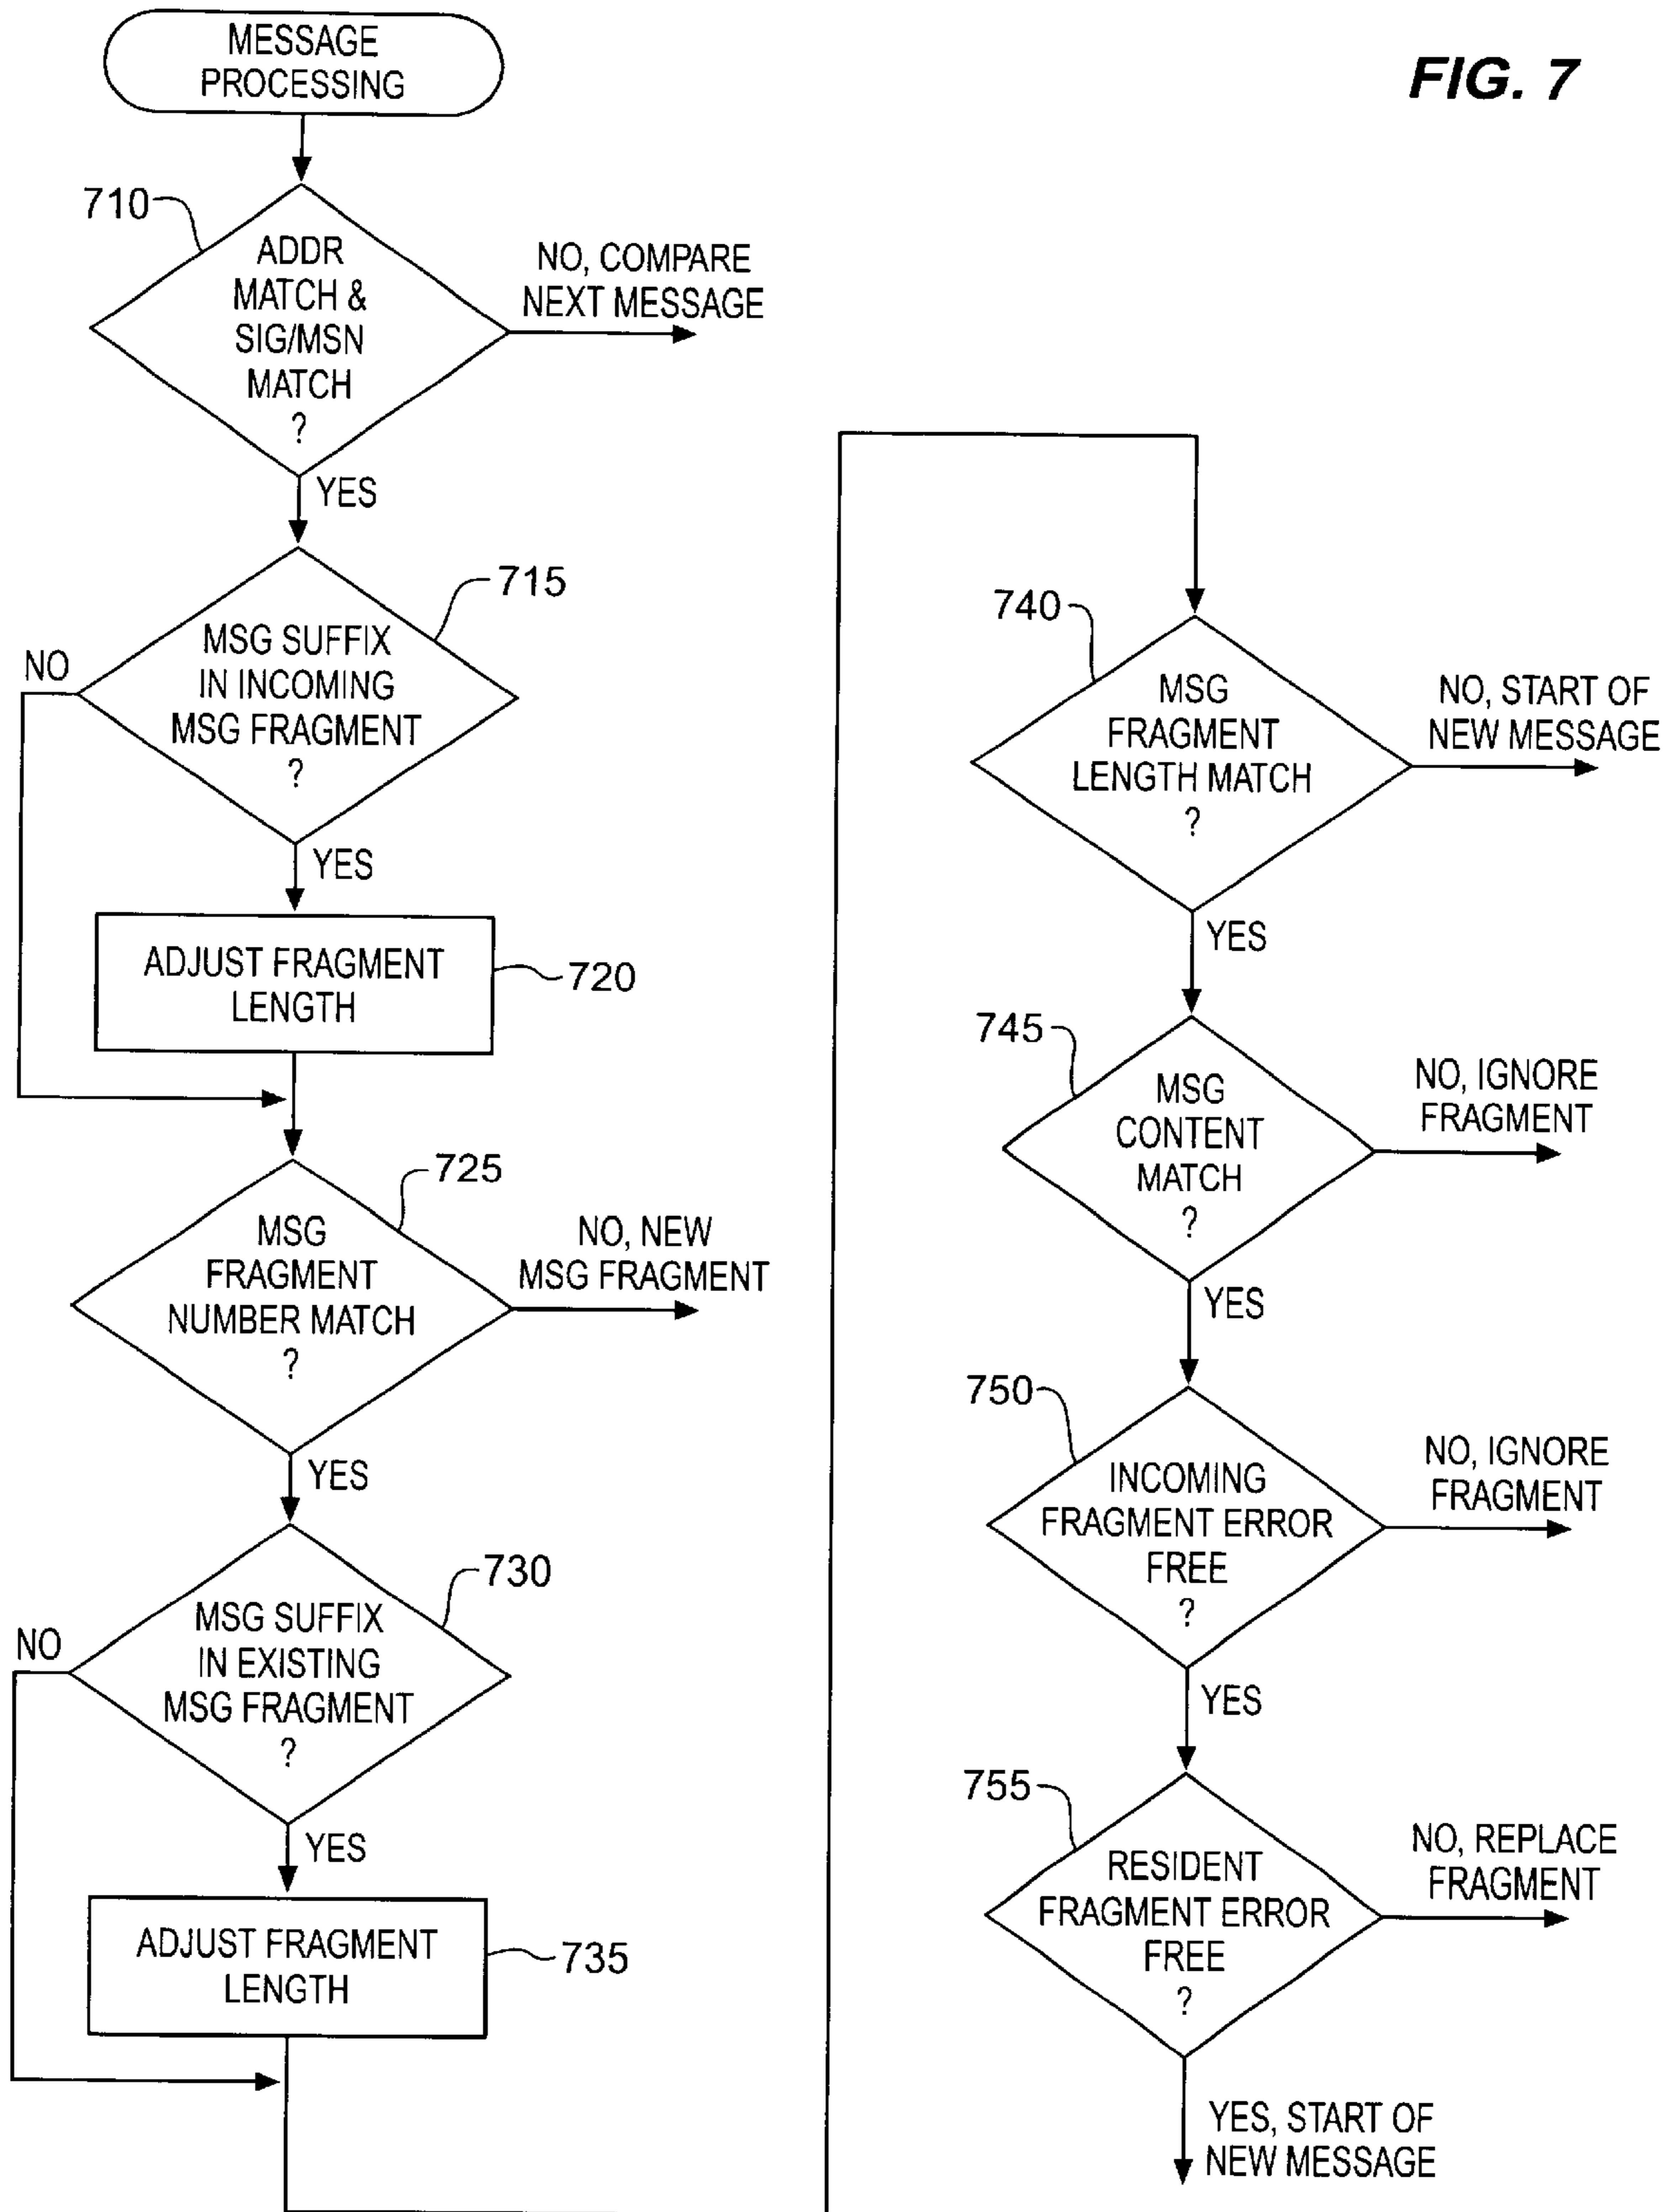 FIG. 7
MESSAGE
PROCESSING
710
ADDR
MATCH &
SIG/MSN
MATCH
?
NO, COMPARE
NEXT MESSAGE
YES
715
MSG SUFFIX
IN INCOMING
MSG FRAGMENT
?
NO
YES
ADJUST FRAGMENT
LENGTH
720
725
MSG
FRAGMENT
NUMBER MATCH
?
NO, NEW
MSG FRAGMENT
YES
730
MSG SUFFIX
IN EXISTING
MSG FRAGMENT
?
NO
YES
ADJUST FRAGMENT
LENGTH
735
740
MSG
FRAGMENT
LENGTH MATCH
?
NO, START OF
NEW MESSAGE
YES
745
MSG
CONTENT
MATCH
?
NO, IGNORE
FRAGMENT
YES
750
INCOMING
FRAGMENT ERROR
FREE
?
NO, IGNORE
FRAGMENT
YES
755
RESIDENT
FRAGMENT ERROR
FREE
?
NO, REPLACE
FRAGMENT
YES, START OF
NEW MESSAGE